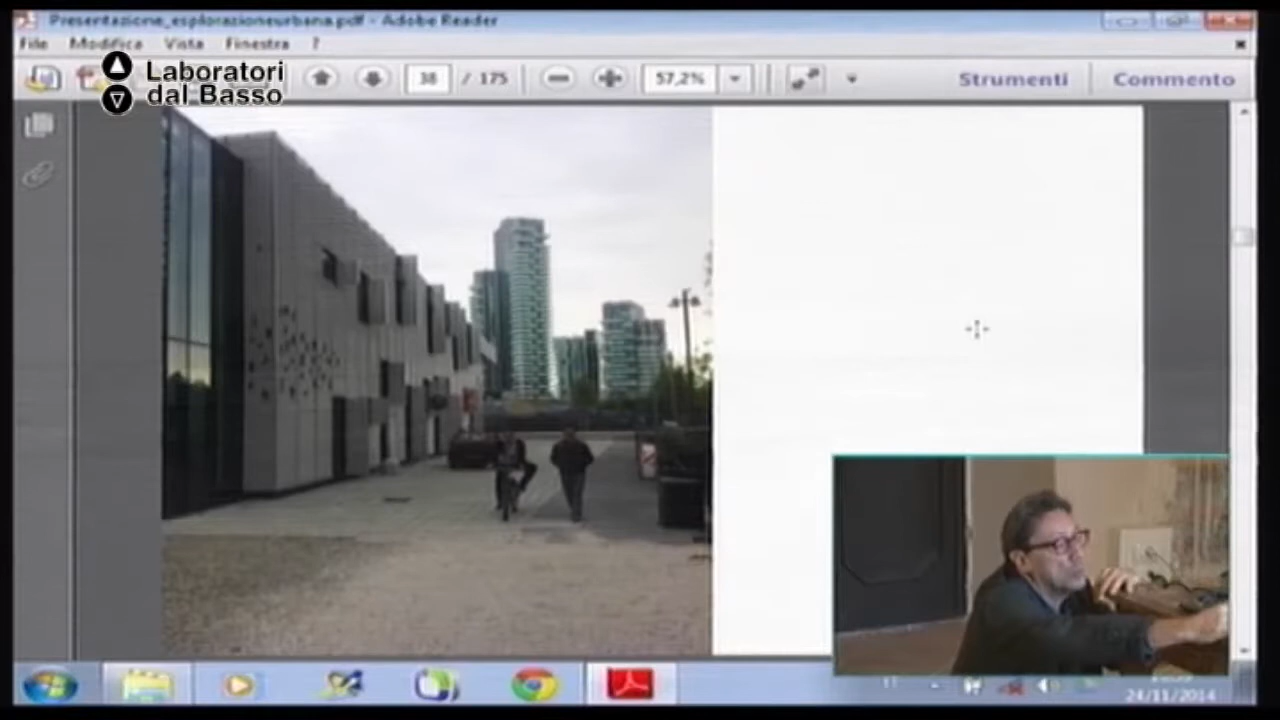 Presentazione_esplorazioneurbana.pdf - Adobe Reader
File Modifica Vista Finestra ?
Laboratori
dal Basso
38 / 175
57,2%
Strumenti
Commento
IT
24/11/2014